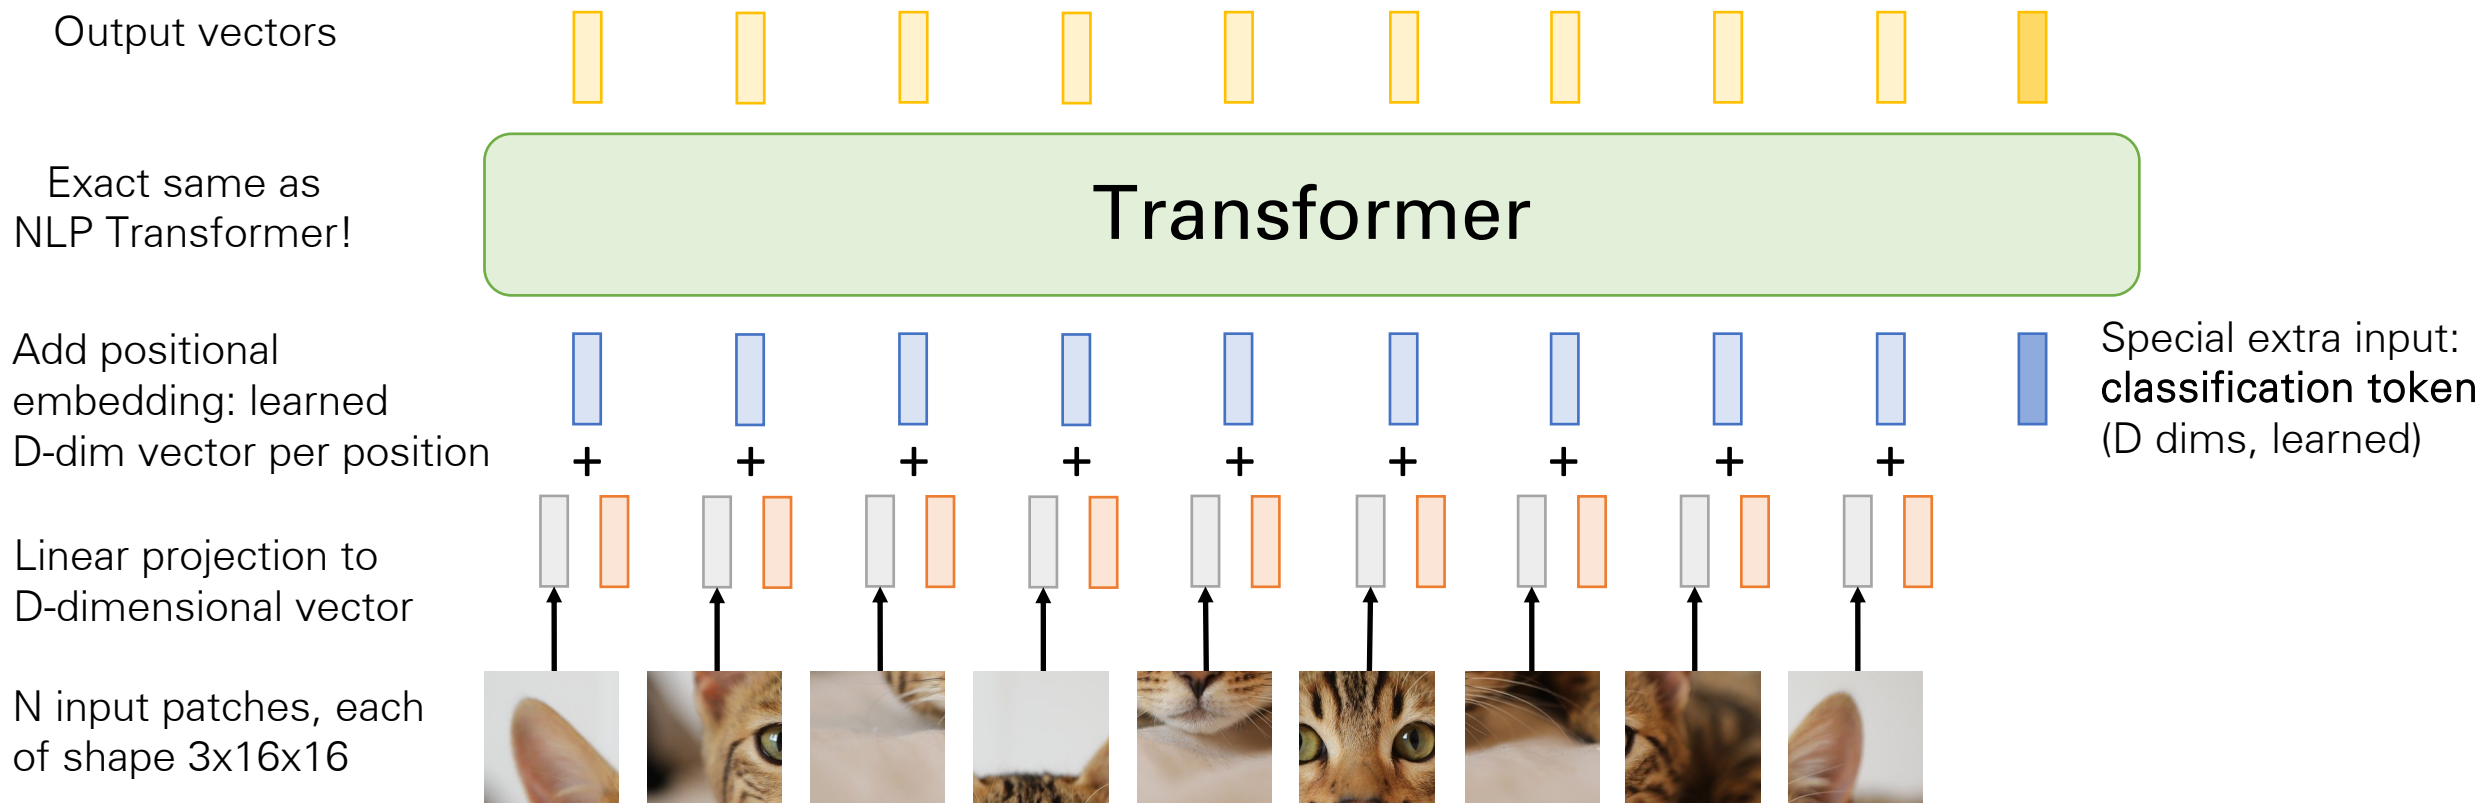 Output vectors
Exact same as
NLP Transformer!
Transformer
Add positional
embedding: learned
D-dim vector per position
Special extra input:
classification token
(D dims, learned)
+ + + + + + + + +
Linear projection to
D-dimensional vector
N input patches, each
of shape 3x16x16